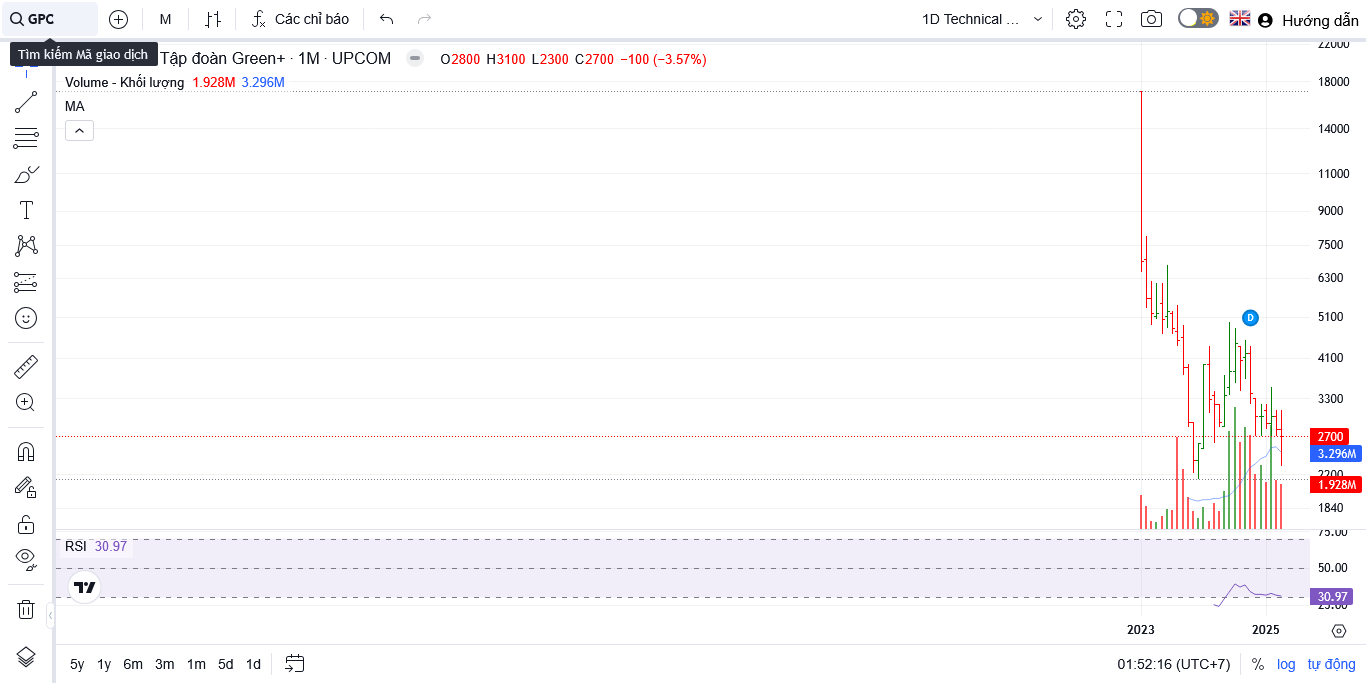 GPC
M
Các chỉ báo
1D Technical ...
Hướng dẫn
Tìm kiếm Mã giao dịch
Tập đoàn Green+ · 1M · UPCOM
O2800 H3100 L2300 C2700 −100 (−3.57%)
Volume - Khối lượng 1.928M 3.296M
MA
22000
18000
14000
11000
9000
7500
6300
5100
D
4100
3300
2700
3.296M
2200
1.928M
1840
75.00
RSI 30.97
50.00
30.97
25.00
2023
2025
5y 1y 6m 3m 1m 5d 1d
01:52:16 (UTC+7)
% log tự động